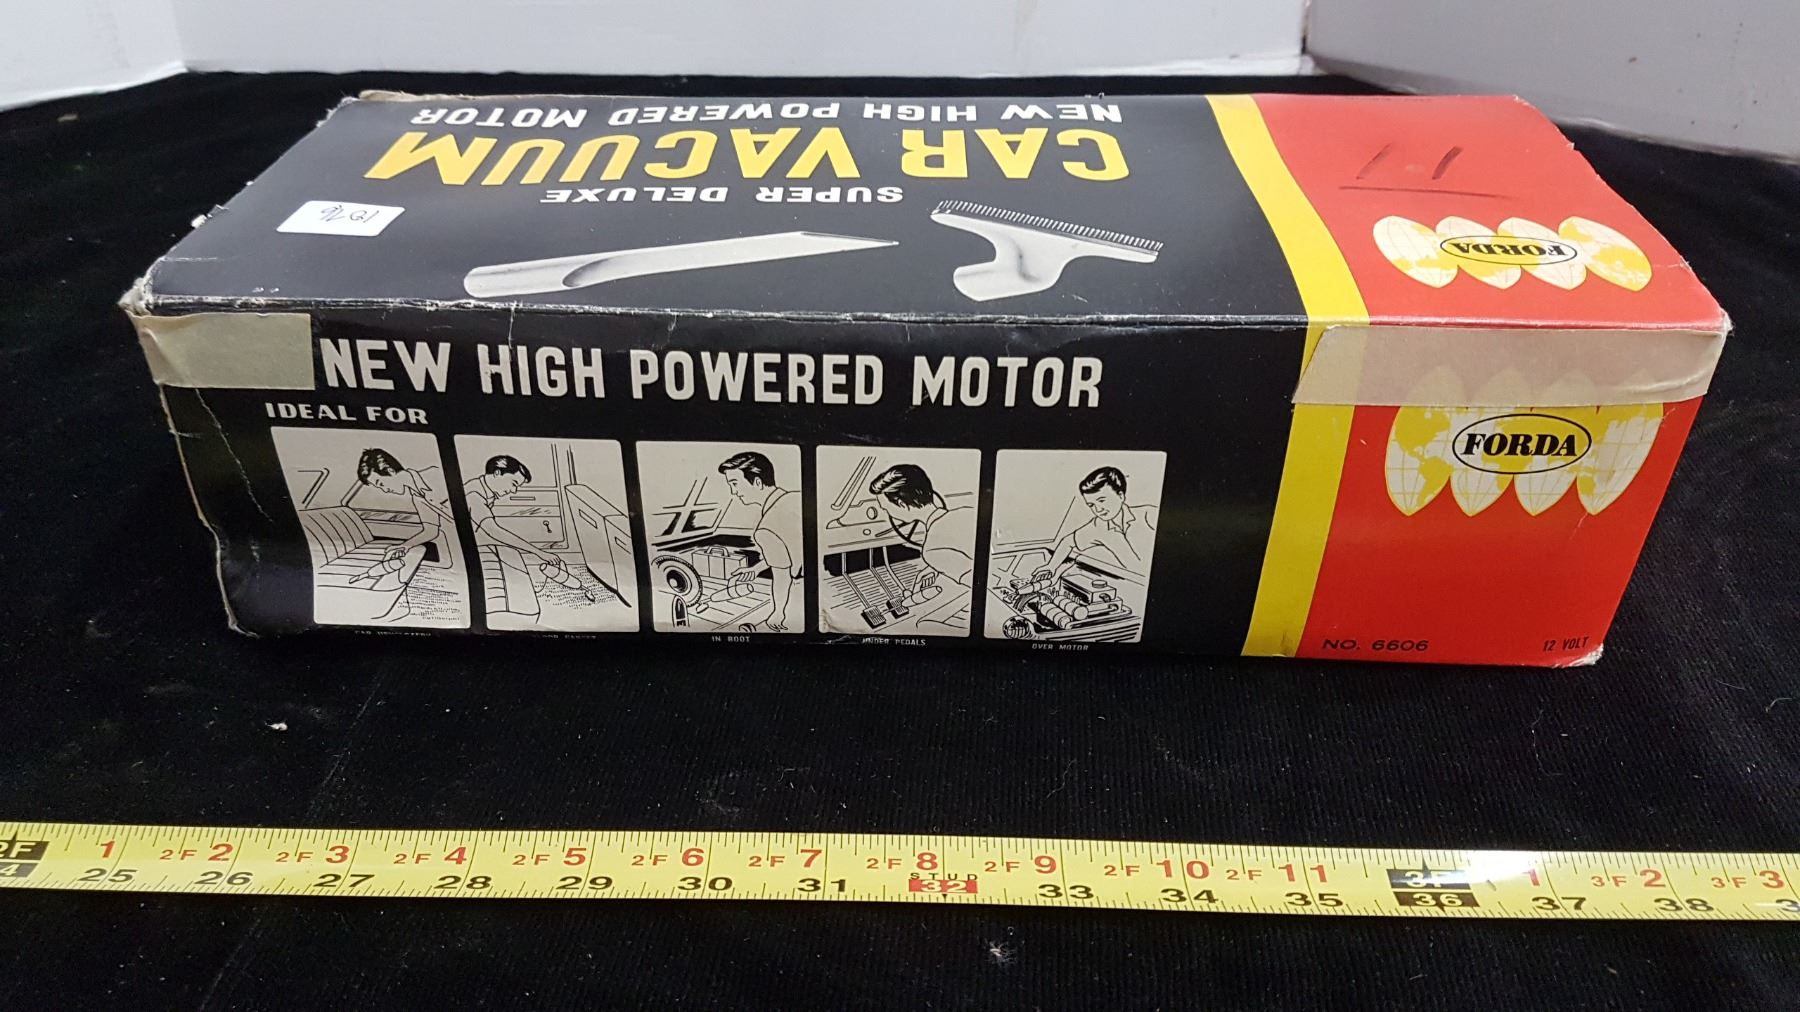 NEW HIGH POWERED MOTOR
CAR VACUUM
SUPER DELUXE
11
FORDA
NEW HIGH POWERED MOTOR
IDEAL FOR
FORDA
IN BOOT
UNDER PEDALS
OVER MOTOR
NO. 6606
12 VOLT
1 2F 2 2F 3 2F 4 2F 5 2F 6 2F 7 2F 8 2F 9 2F 10 2F 11 3F 1 3F 2 3F 3
STUD
25 26 27 28 29 30 31 32 33 34 35 36 37 38